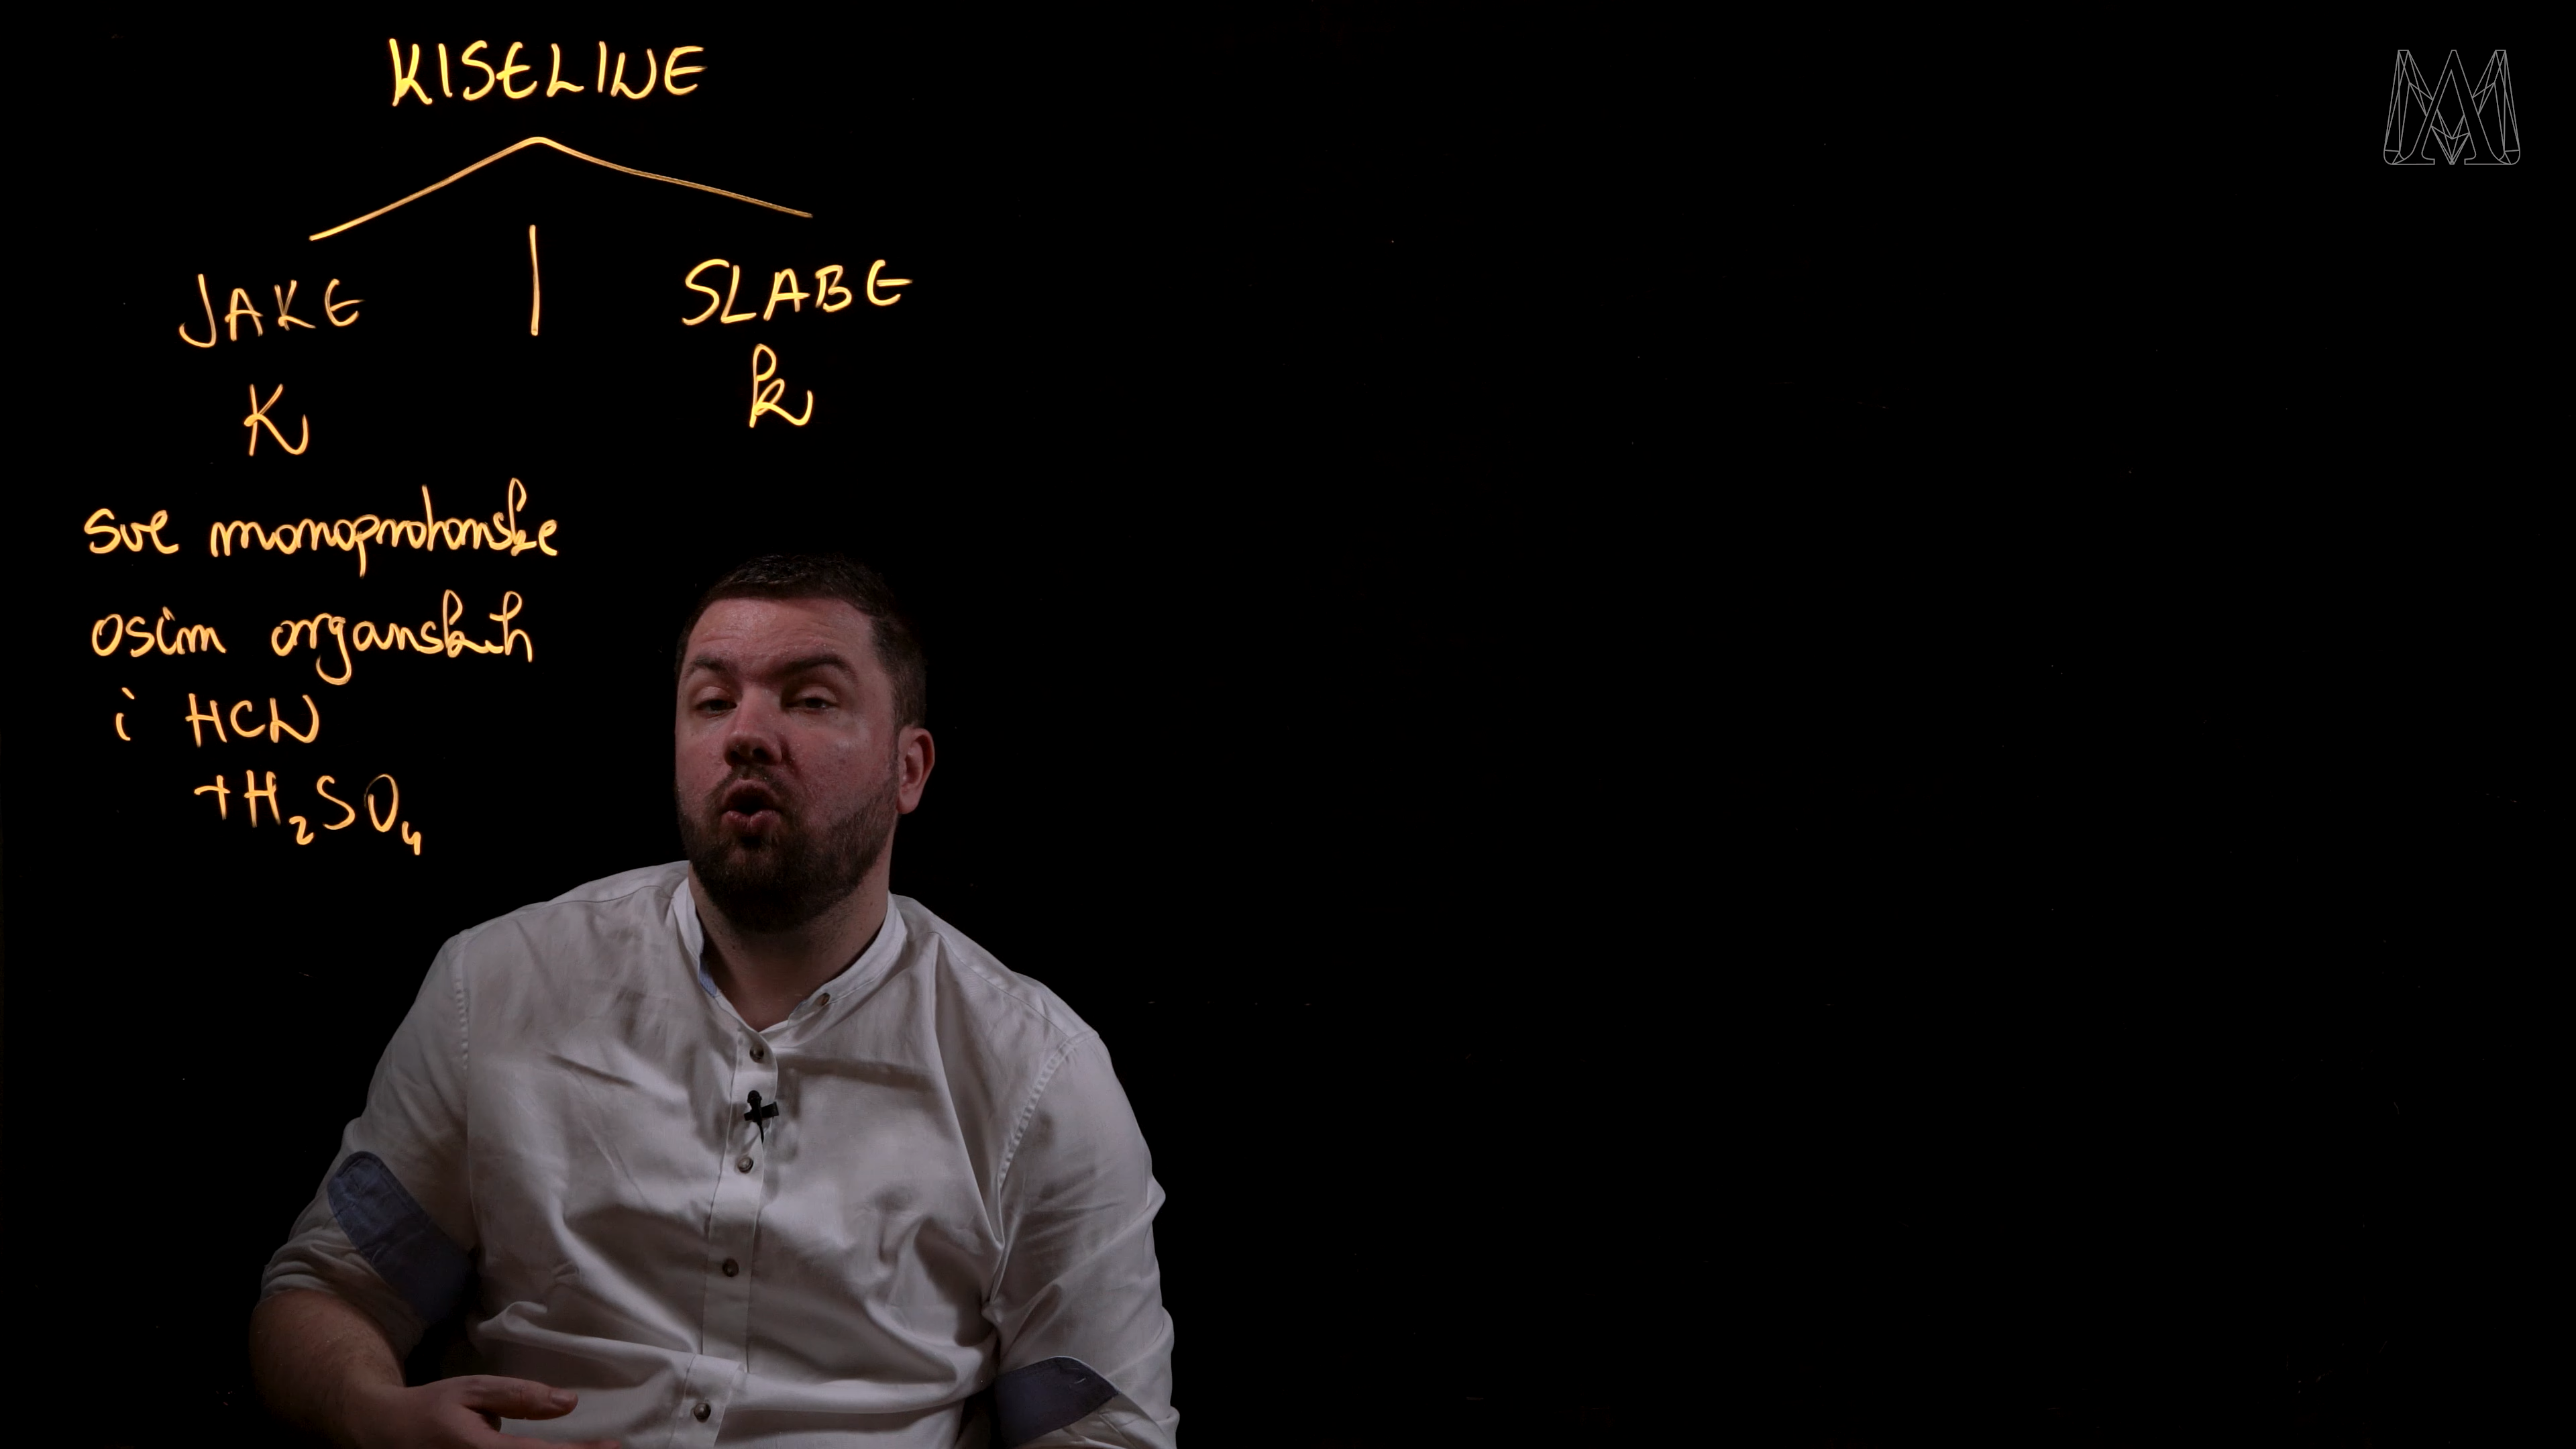 KISELINE
JAKE | SLABE
K k
sve monoprotonske
osim organskih
i HCN
+H₂SO₄